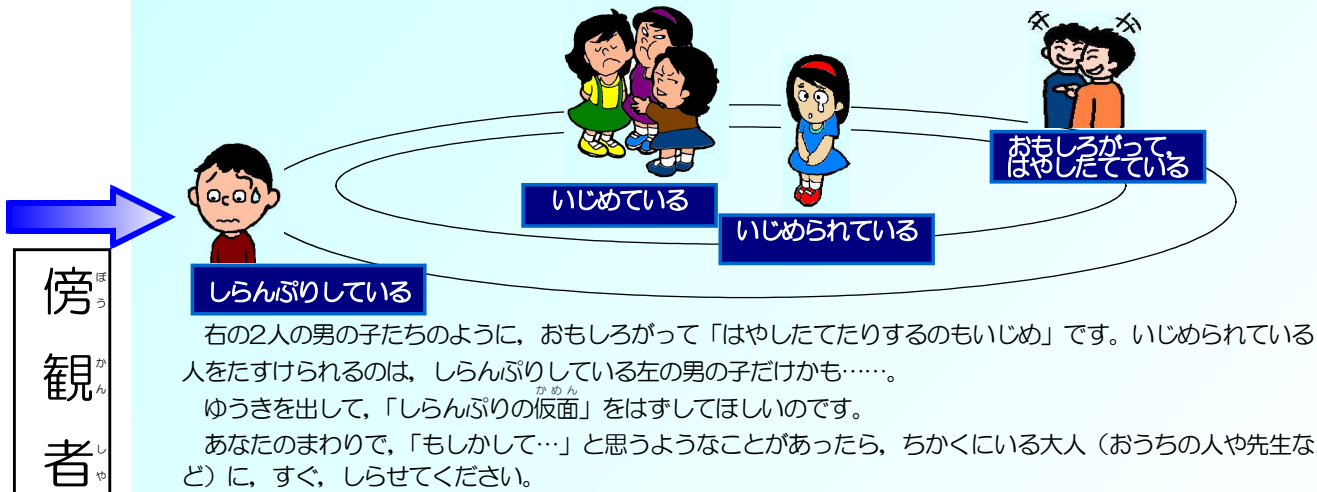 いじめている
いじめられている
おもしろがって，
はやしたてている
しらんぷりしている
傍観者
ぼう
かん
しや
右の2人の男の子たちのように，おもしろがって「はやしたてたりするのもいじめ」です。いじめられている
人をたすけられるのは，しらんぷりしている左の男の子だけかも……。
かめん
ゆうきを出して，「しらんぷりの仮面」をはずしてほしいのです。
あなたのまわりで，「もしかして…」と思うようなことがあったら，ちかくにいる大人（おうちの人や先生な
ど）に，すぐ，しらせてください。